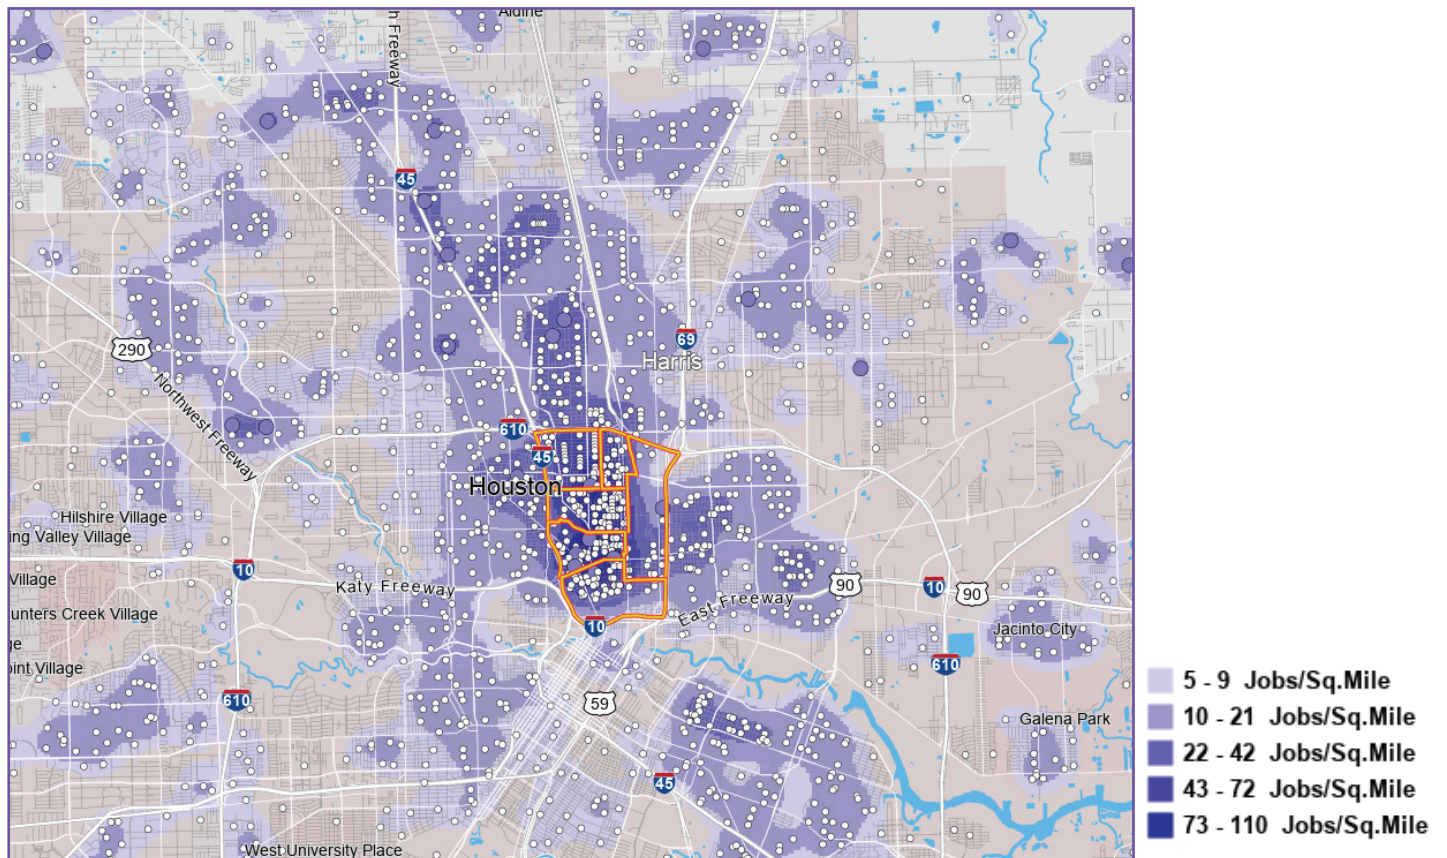 Aldine
h Freeway
45
69
Harris
290
Northwest Freeway
610
45
Houston
Hilshire Village
ing Valley Village
10
Village
Katy Freeway
90
10
90
unters Creek Village
East Freeway
10
Jacinto City
ge
oint Village
610
610
59
Galena Park
45
West University Place
5 - 9 Jobs/Sq.Mile
10 - 21 Jobs/Sq.Mile
22 - 42 Jobs/Sq.Mile
43 - 72 Jobs/Sq.Mile
73 - 110 Jobs/Sq.Mile